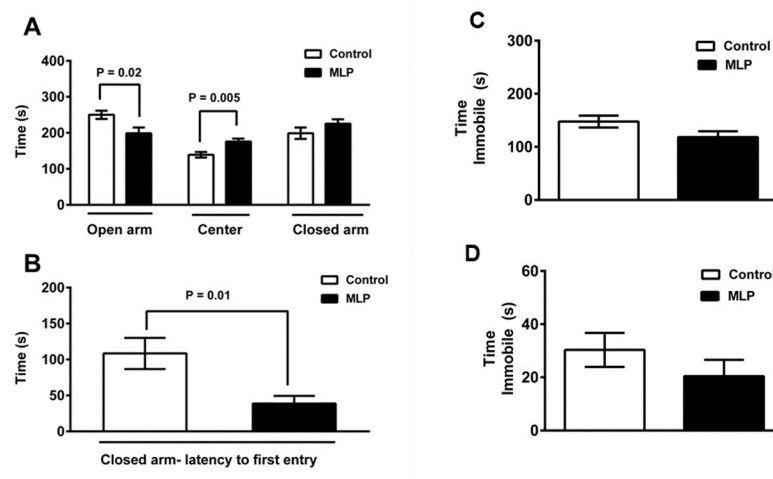 A
Control
MLP
400
300
200
100
0
Time (s)
P = 0.02
P = 0.005
Open arm
Center
Closed arm
B
Control
MLP
200
150
100
50
0
Time (s)
P = 0.01
Closed arm- latency to first entry
C
Control
MLP
300
200
100
0
Time
Immobile (s)
D
Control
MLP
60
40
20
0
Time
Immobile (s)